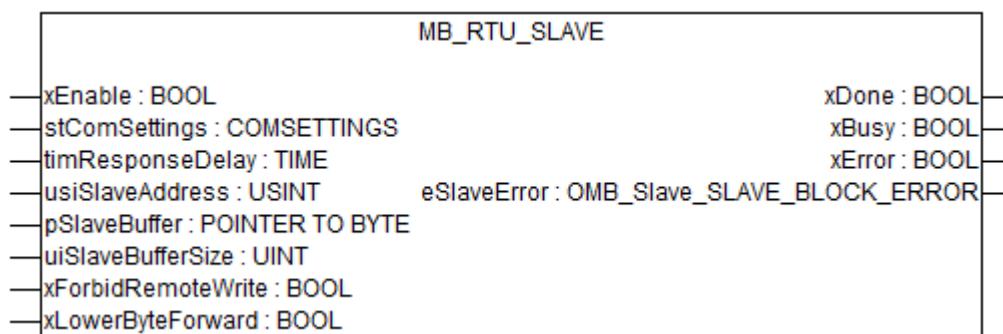 MB_RTU_SLAVE
xEnable : BOOL xDone : BOOL
stComSettings : COMSETTINGS xBusy : BOOL
timResponseDelay : TIME xError : BOOL
usiSlaveAddress : USINT eSlaveError : OMB_Slave_SLAVE_BLOCK_ERROR
pSlaveBuffer : POINTER TO BYTE
uiSlaveBufferSize : UINT
xForbidRemoteWrite : BOOL
xLowerByteForward : BOOL